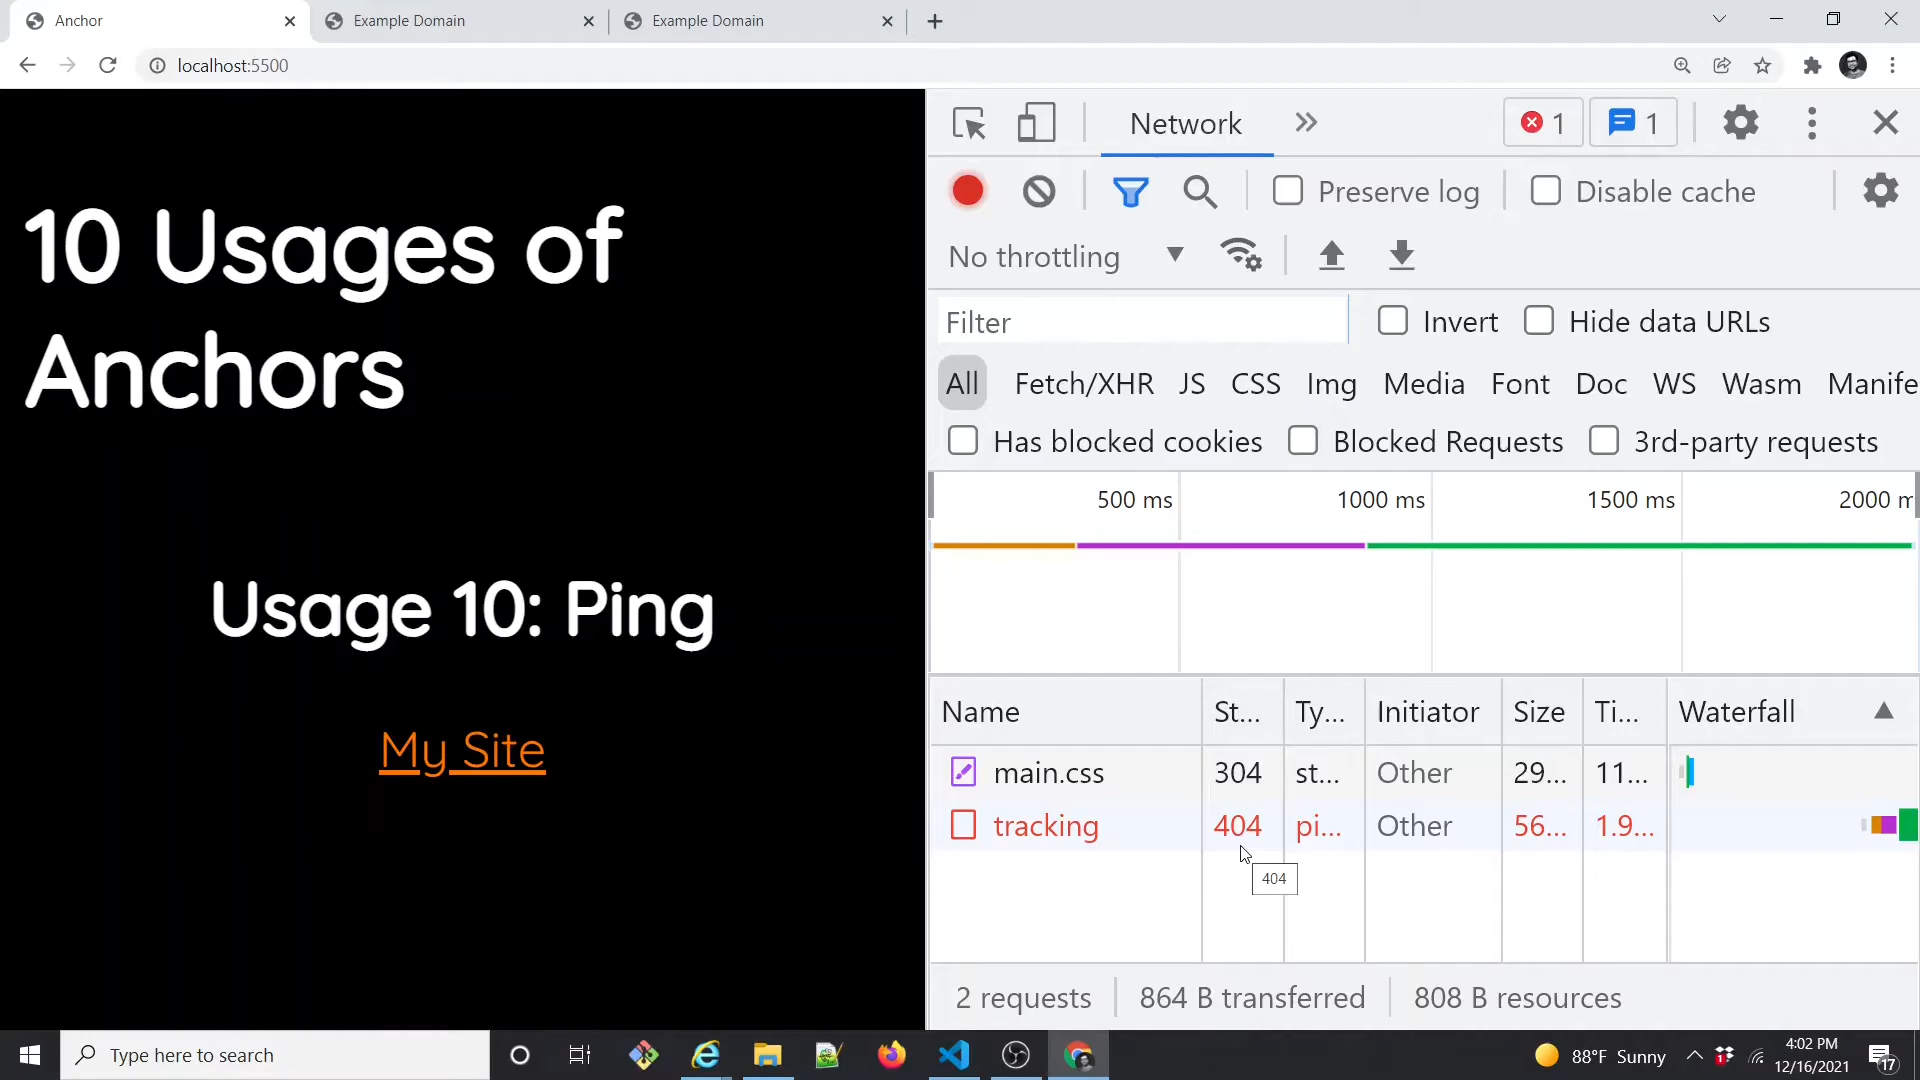 Anchor
Example Domain
Example Domain
localhost:5500
10 Usages of
Anchors
Usage 10: Ping
My Site
Network
1
1
Preserve log
Disable cache
No throttling
Filter
Invert
Hide data URLs
All Fetch/XHR JS CSS Img Media Font Doc WS Wasm Manife
Has blocked cookies
Blocked Requests
3rd-party requests
500 ms
1000 ms
1500 ms
2000 m
Name St... Ty... Initiator Size Ti... Waterfall
main.css 304 st... Other 29... 11...
tracking 404 pi... Other 56... 1.9...
404
2 requests
864 B transferred
808 B resources
Type here to search
88°F Sunny
1
4:02 PM
12/16/2021
17